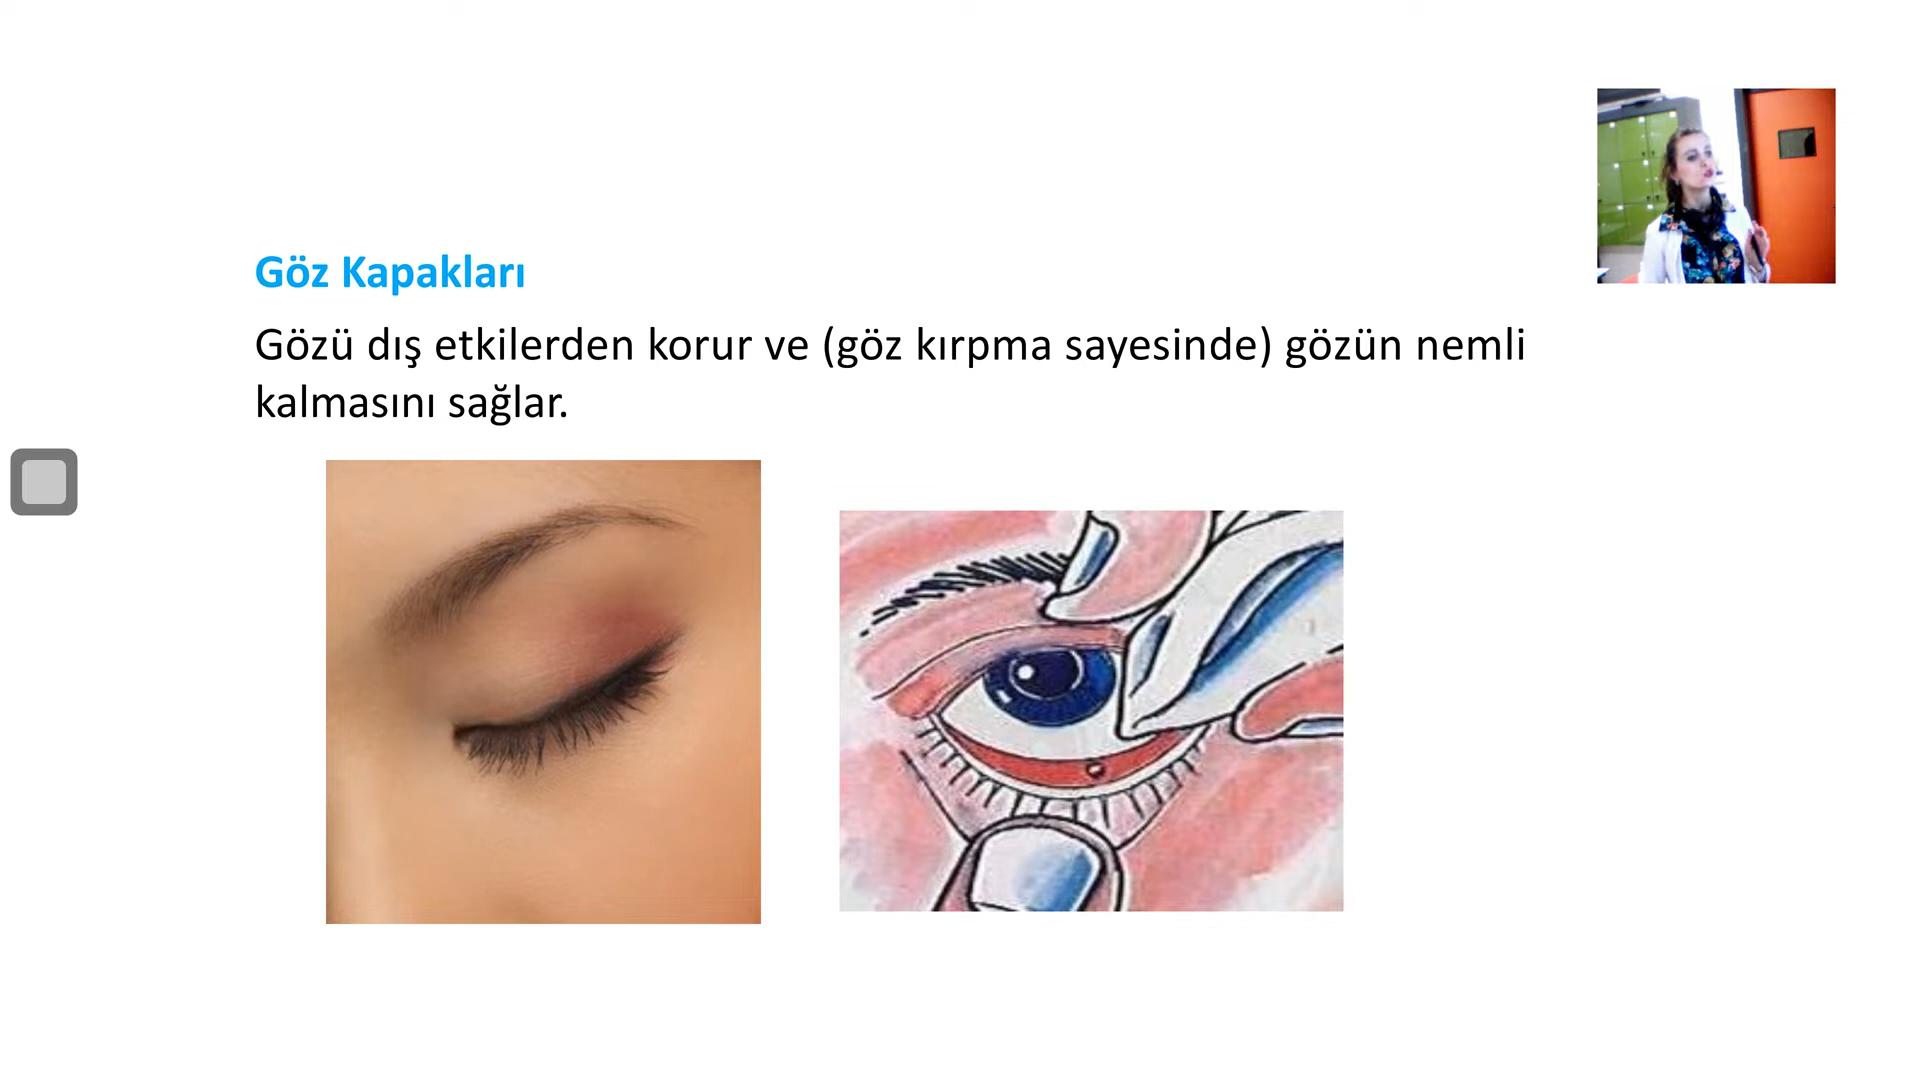 Göz Kapakları
Gözü dış etkilerden korur ve (göz kırpma sayesinde) gözün nemli
kalmasını sağlar.